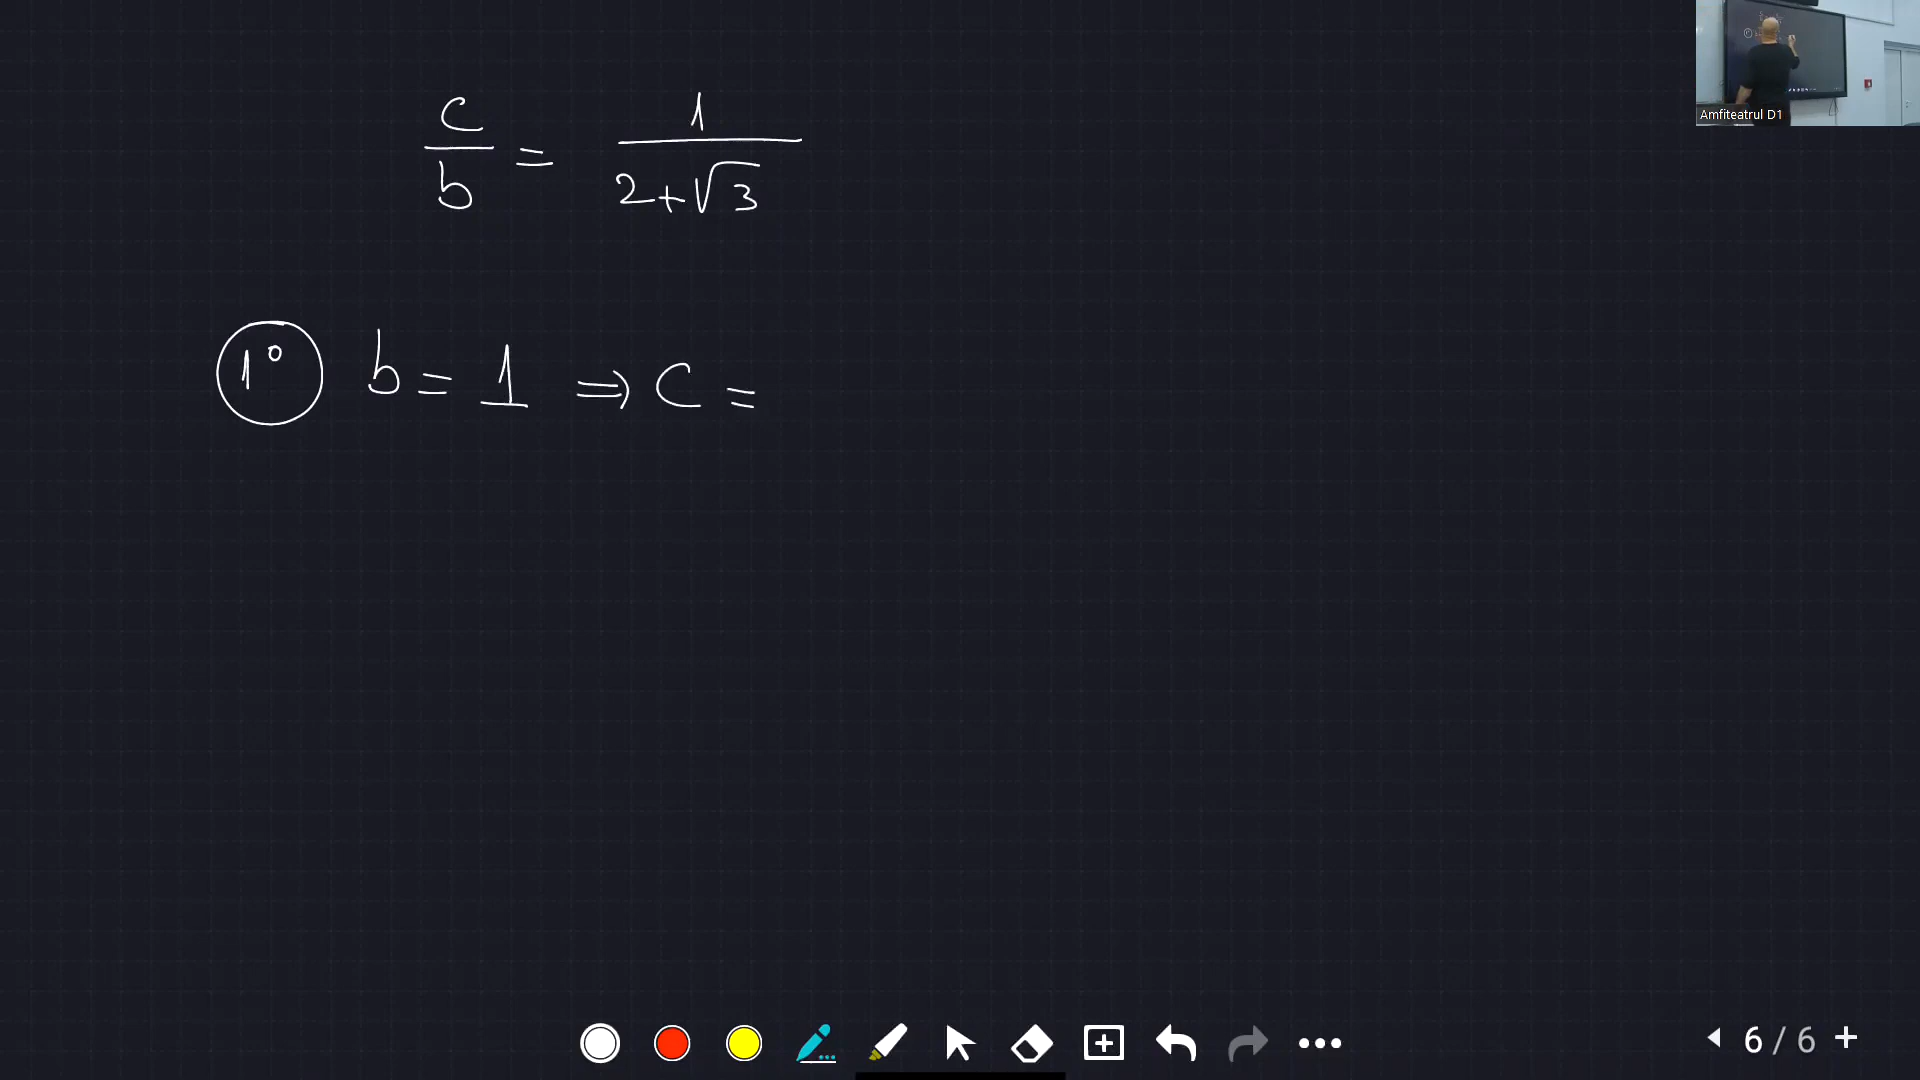 Amfiteatrul D1
c/b = 1/(2+√3)
1° b = 1 ⇒ c =
6 / 6